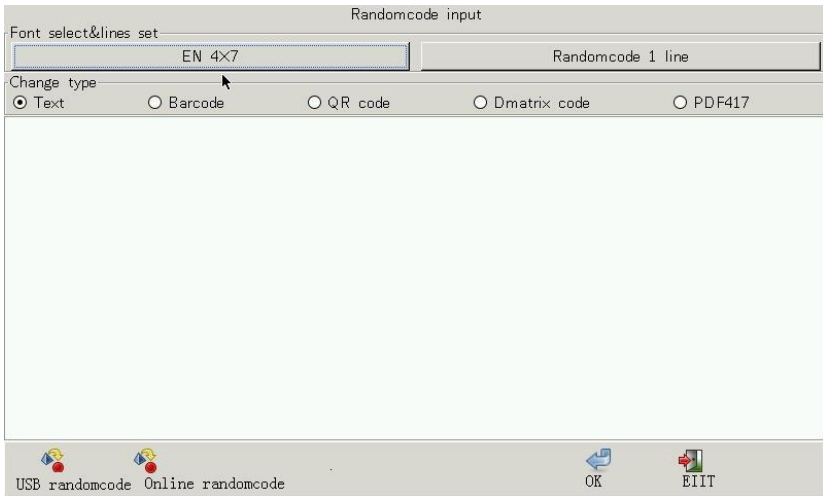 Randomcode input
Font select&lines set
EN 4×7 Randomcode 1 line
Change type
Text Barcode QR code Dmatrix code PDF417
USB randomcode Online randomcode OK EIIT